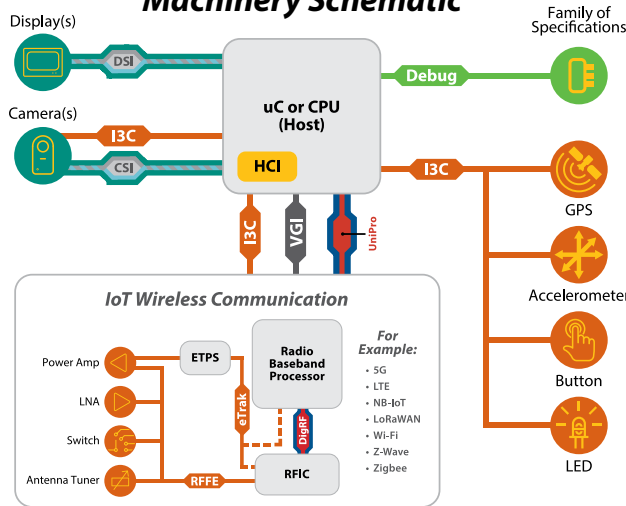 Machinery Schematic
Display(s)
DSI
Camera(s)
I3C
CSI
uC or CPU
(Host)
HCI
Debug
Family of
Specifications
I3C
GPS
Accelerometer
Button
LED
I3C
VGI
UniPro
IoT Wireless Communication
Power Amp
LNA
Switch
Antenna Tuner
ETPS
eTrak
RFFE
Radio
Baseband
Processor
DigRF
RFIC
For
Example:
• 5G
• LTE
• NB-IoT
• LoRaWAN
• Wi-Fi
• Z-Wave
• Zigbee